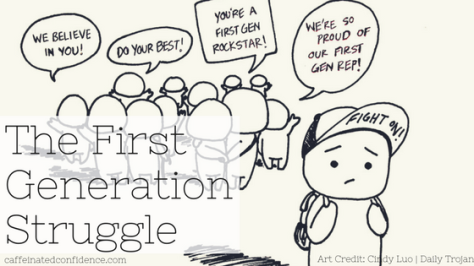 WE BELIEVE
IN YOU!
DO YOUR BEST!
YOU'RE A
FIRST GEN
ROCKSTAR!
WE'RE SO
PROUD OF
OUR FIRST
GEN REP!
FIGHT ON!
The First
Generation
Struggle
caffeinatedconfidence.com
Art Credit: Cindy Luo | Daily Trojan